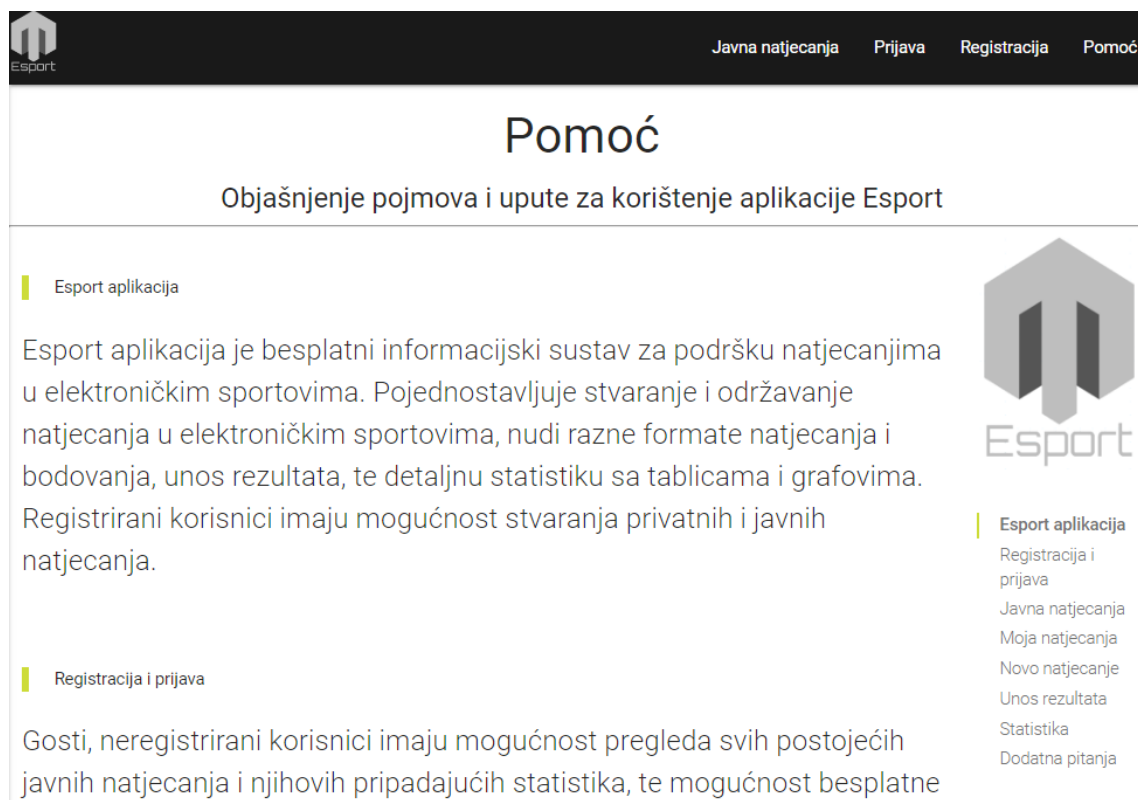 Esport
Javna natjecanja
Prijava
Registracija
Pomoć
Pomoć
Objašnjenje pojmova i upute za korištenje aplikacije Esport
Esport aplikacija
Esport aplikacija je besplatni informacijski sustav za podršku natjecanjima
u elektroničkim sportovima. Pojednostavljuje stvaranje i održavanje
natjecanja u elektroničkim sportovima, nudi razne formate natjecanja i
bodovanja, unos rezultata, te detaljnu statistiku sa tablicama i grafovima.
Registrirani korisnici imaju mogućnost stvaranja privatnih i javnih
natjecanja.
Registracija i prijava
Gosti, neregistrirani korisnici imaju mogućnost pregleda svih postojećih
javnih natjecanja i njihovih pripadajućih statistika, te mogućnost besplatne
Esport
Esport aplikacija
Registracija i
prijava
Javna natjecanja
Moja natjecanja
Novo natjecanje
Unos rezultata
Statistika
Dodatna pitanja